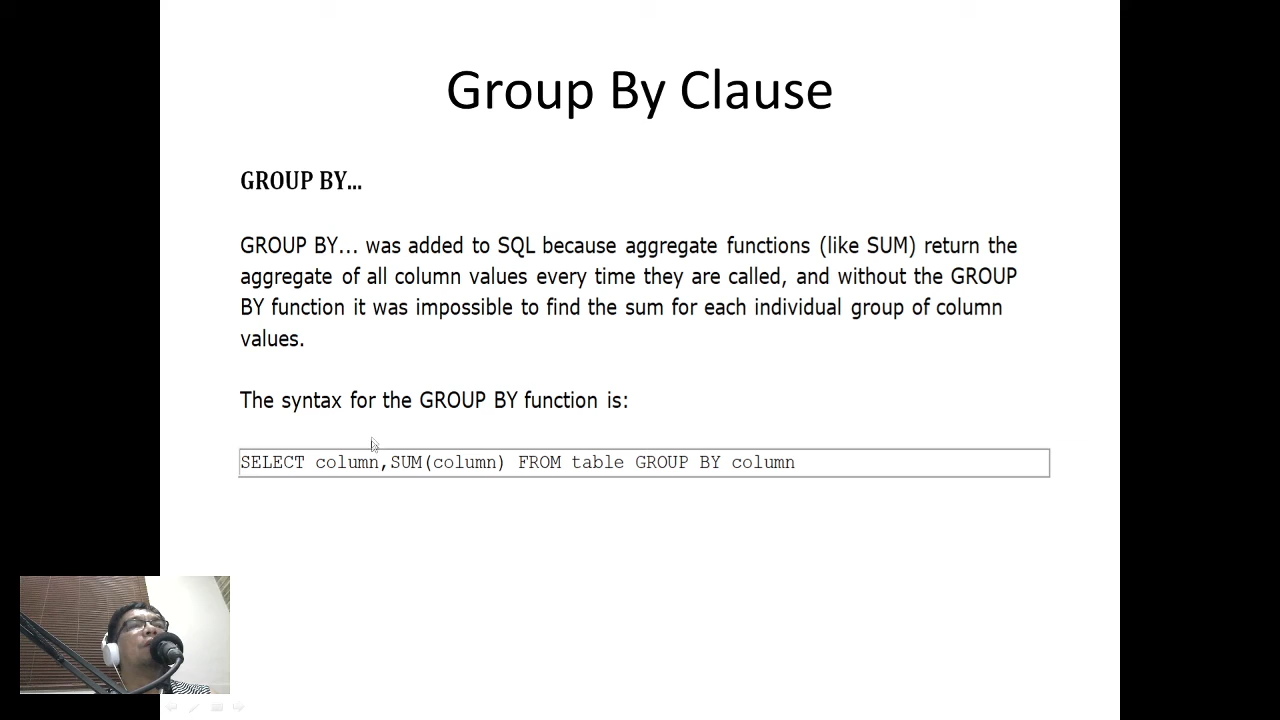 Group By Clause
GROUP BY...
GROUP BY... was added to SQL because aggregate functions (like SUM) return the
aggregate of all column values every time they are called, and without the GROUP
BY function it was impossible to find the sum for each individual group of column
values.
The syntax for the GROUP BY function is:
SELECT column,SUM(column) FROM table GROUP BY column